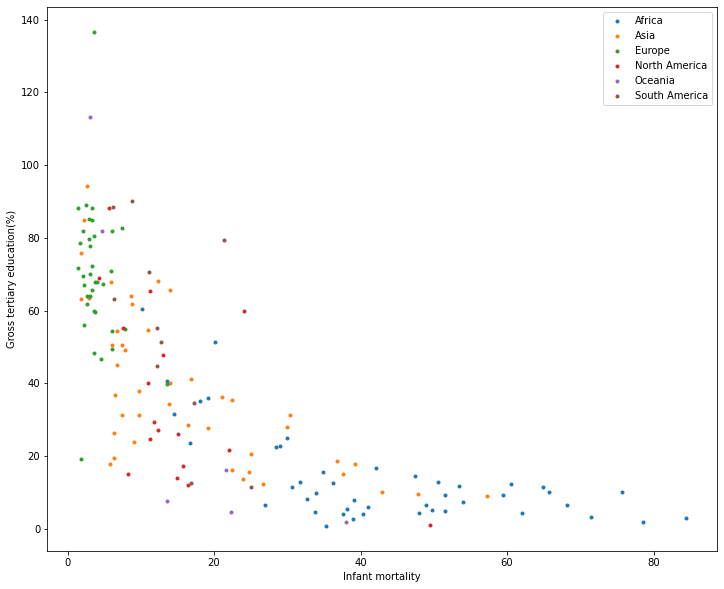 140
120
100
80
60
40
20
0
Gross tertiary education(%)
0 20 40 60 80
Infant mortality
Africa
Asia
Europe
North America
Oceania
South America